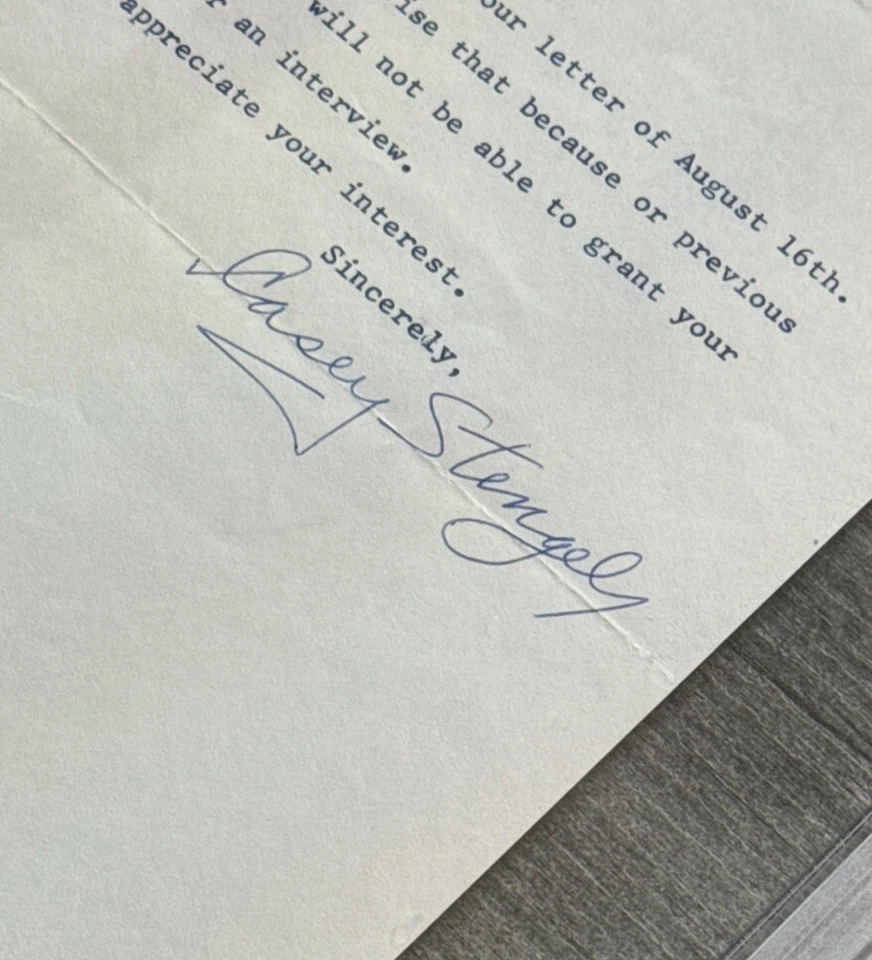 our letter of August 16th.
ise that because or previous
will not be able to grant your
r an interview.
appreciate your interest.
Sincerely,
Casey Stengel